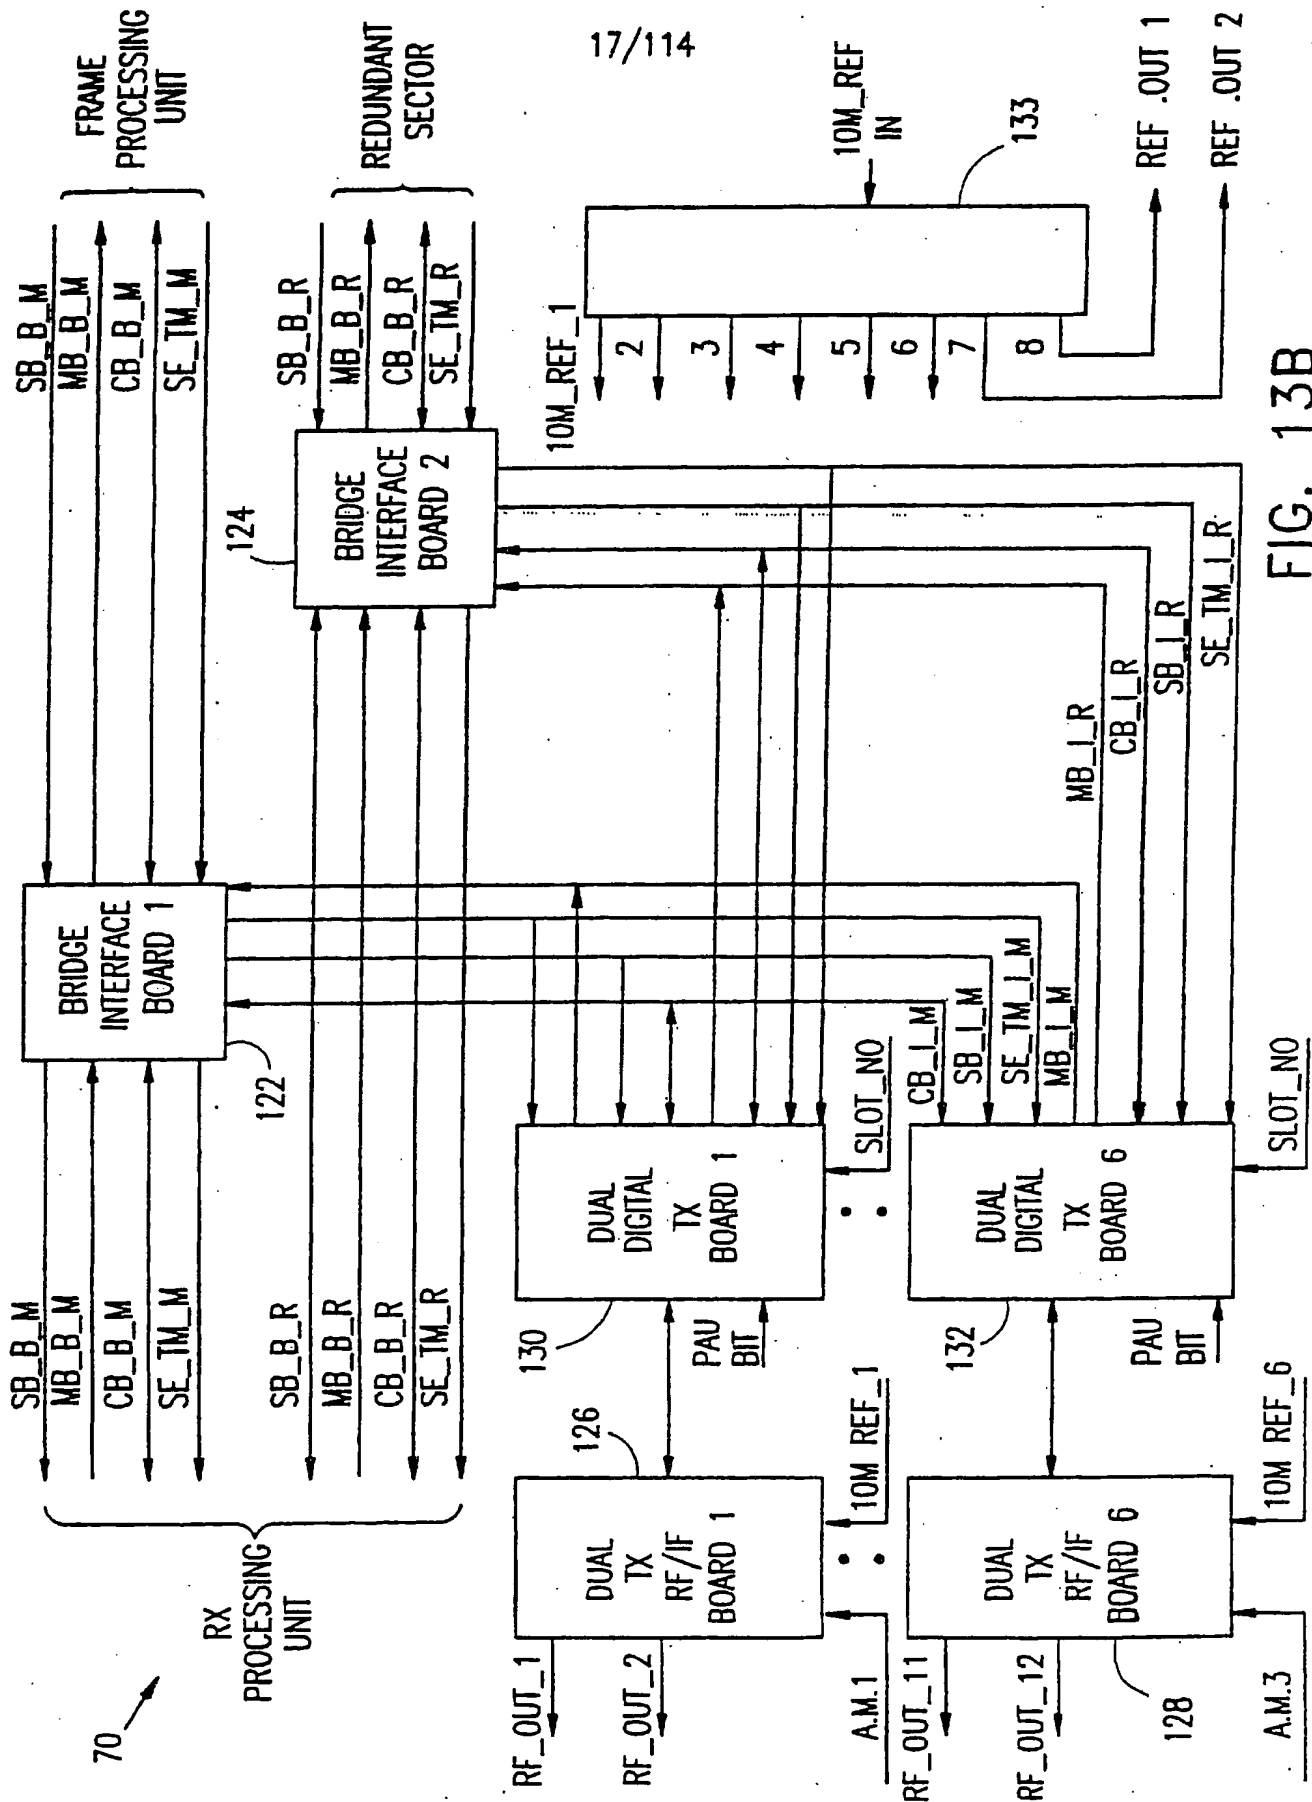 17/114
70
RX
PROCESSING
UNIT
SB_B_M
MB_B_M
CB_B_M
SE_TM_M
SB_B_R
MB_B_R
CB_B_R
SE_TM_R
BRIDGE
INTERFACE
BOARD 1
122
SB_B_M
MB_B_M
CB_B_M
SE_TM_M
FRAME
PROCESSING
UNIT
124
BRIDGE
INTERFACE
BOARD 2
SB_B_R
MB_B_R
CB_B_R
SE_TM_R
REDUNDANT
SECTOR
RF_OUT_1
RF_OUT_2
DUAL
TX
RF/IF
BOARD 1
126
A.M.1
10M REF_1
130
PAU
BIT
DUAL
DIGITAL
TX
BOARD 1
SLOT_NO
RF_OUT_11
RF_OUT_12
DUAL
TX
RF/IF
BOARD 6
128
A.M.3
10M REF_6
132
PAU
BIT
DUAL
DIGITAL
TX
BOARD 6
SLOT_NO
CB_I_M
SB_I_M
SE_TM_I_M
MB_I_M
MB_I_R
CB_I_R
SB_I_R
SE_TM_I_R
10M_REF_1
2
3
4
5
6
7
8
10M_REF
IN
133
REF .OUT 1
REF .OUT 2
FIG. 13B